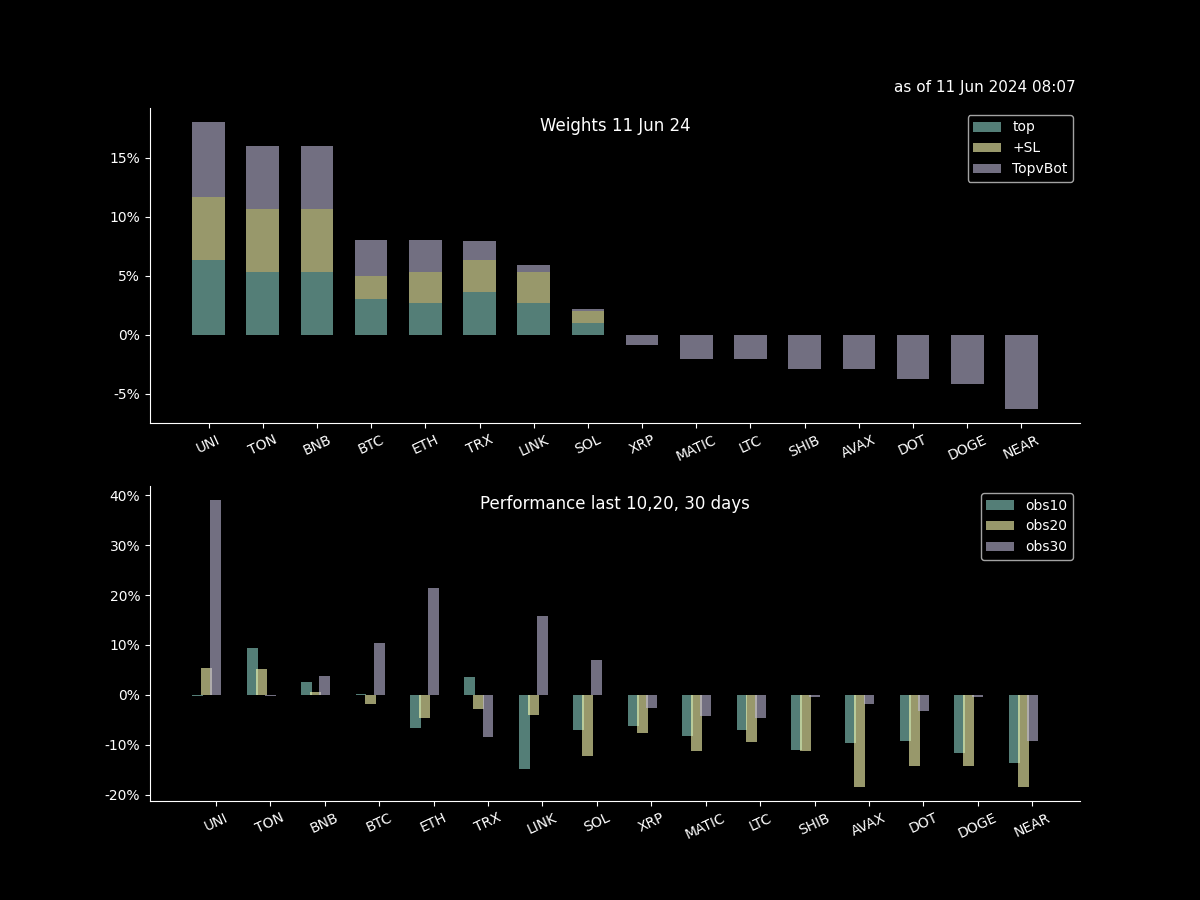 as of 11 Jun 2024 08:07
Weights 11 Jun 24
top
+SL
TopvBot
15%
10%
5%
0%
-5%
UNI TON BNB BTC ETH TRX LINK SOL XRP MATIC LTC SHIB AVAX DOT DOGE NEAR
Performance last 10,20, 30 days
obs10
obs20
obs30
40%
30%
20%
10%
0%
-10%
-20%
UNI TON BNB BTC ETH TRX LINK SOL XRP MATIC LTC SHIB AVAX DOT DOGE NEAR